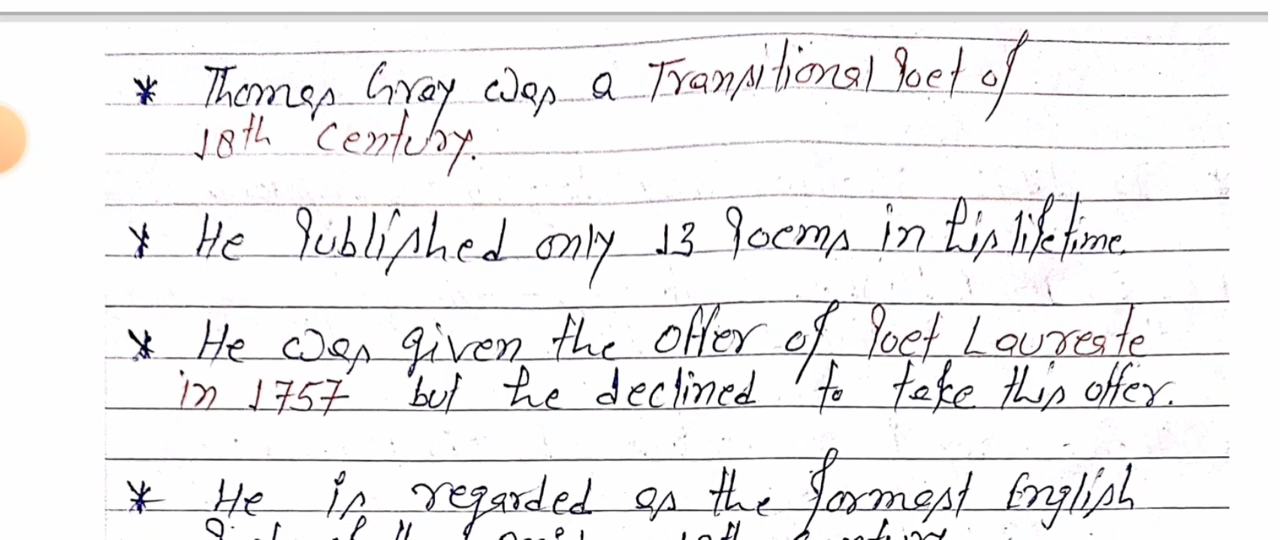 * Thomas Gray was a Transitional Poet of
18th Century.
* He Published only 13 Poems in his lifetime.
* He was given the offer of Poet Laureate
in 1757 but he declined to take this offer.
* He is regarded as the formost English